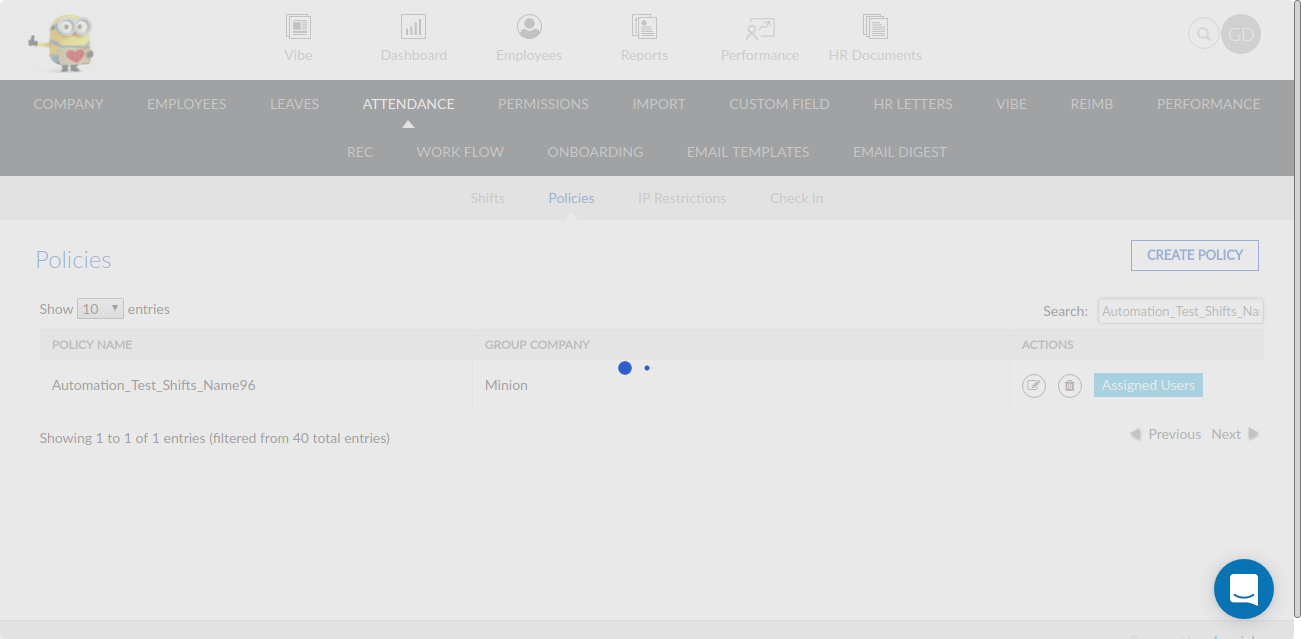 Vibe Dashboard Employees Reports Performance HR Documents GD
COMPANY EMPLOYEES LEAVES ATTENDANCE PERMISSIONS IMPORT CUSTOM FIELD HR LETTERS VIBE REIMB PERFORMANCE
REC WORK FLOW ONBOARDING EMAIL TEMPLATES EMAIL DIGEST
Shifts Policies IP Restrictions Check In
Policies CREATE POLICY
Show 10 entries Search: Automation_Test_Shifts_Na
POLICY NAME GROUP COMPANY ACTIONS
Automation_Test_Shifts_Name96 Minion Assigned Users
Showing 1 to 1 of 1 entries (filtered from 40 total entries) Previous Next